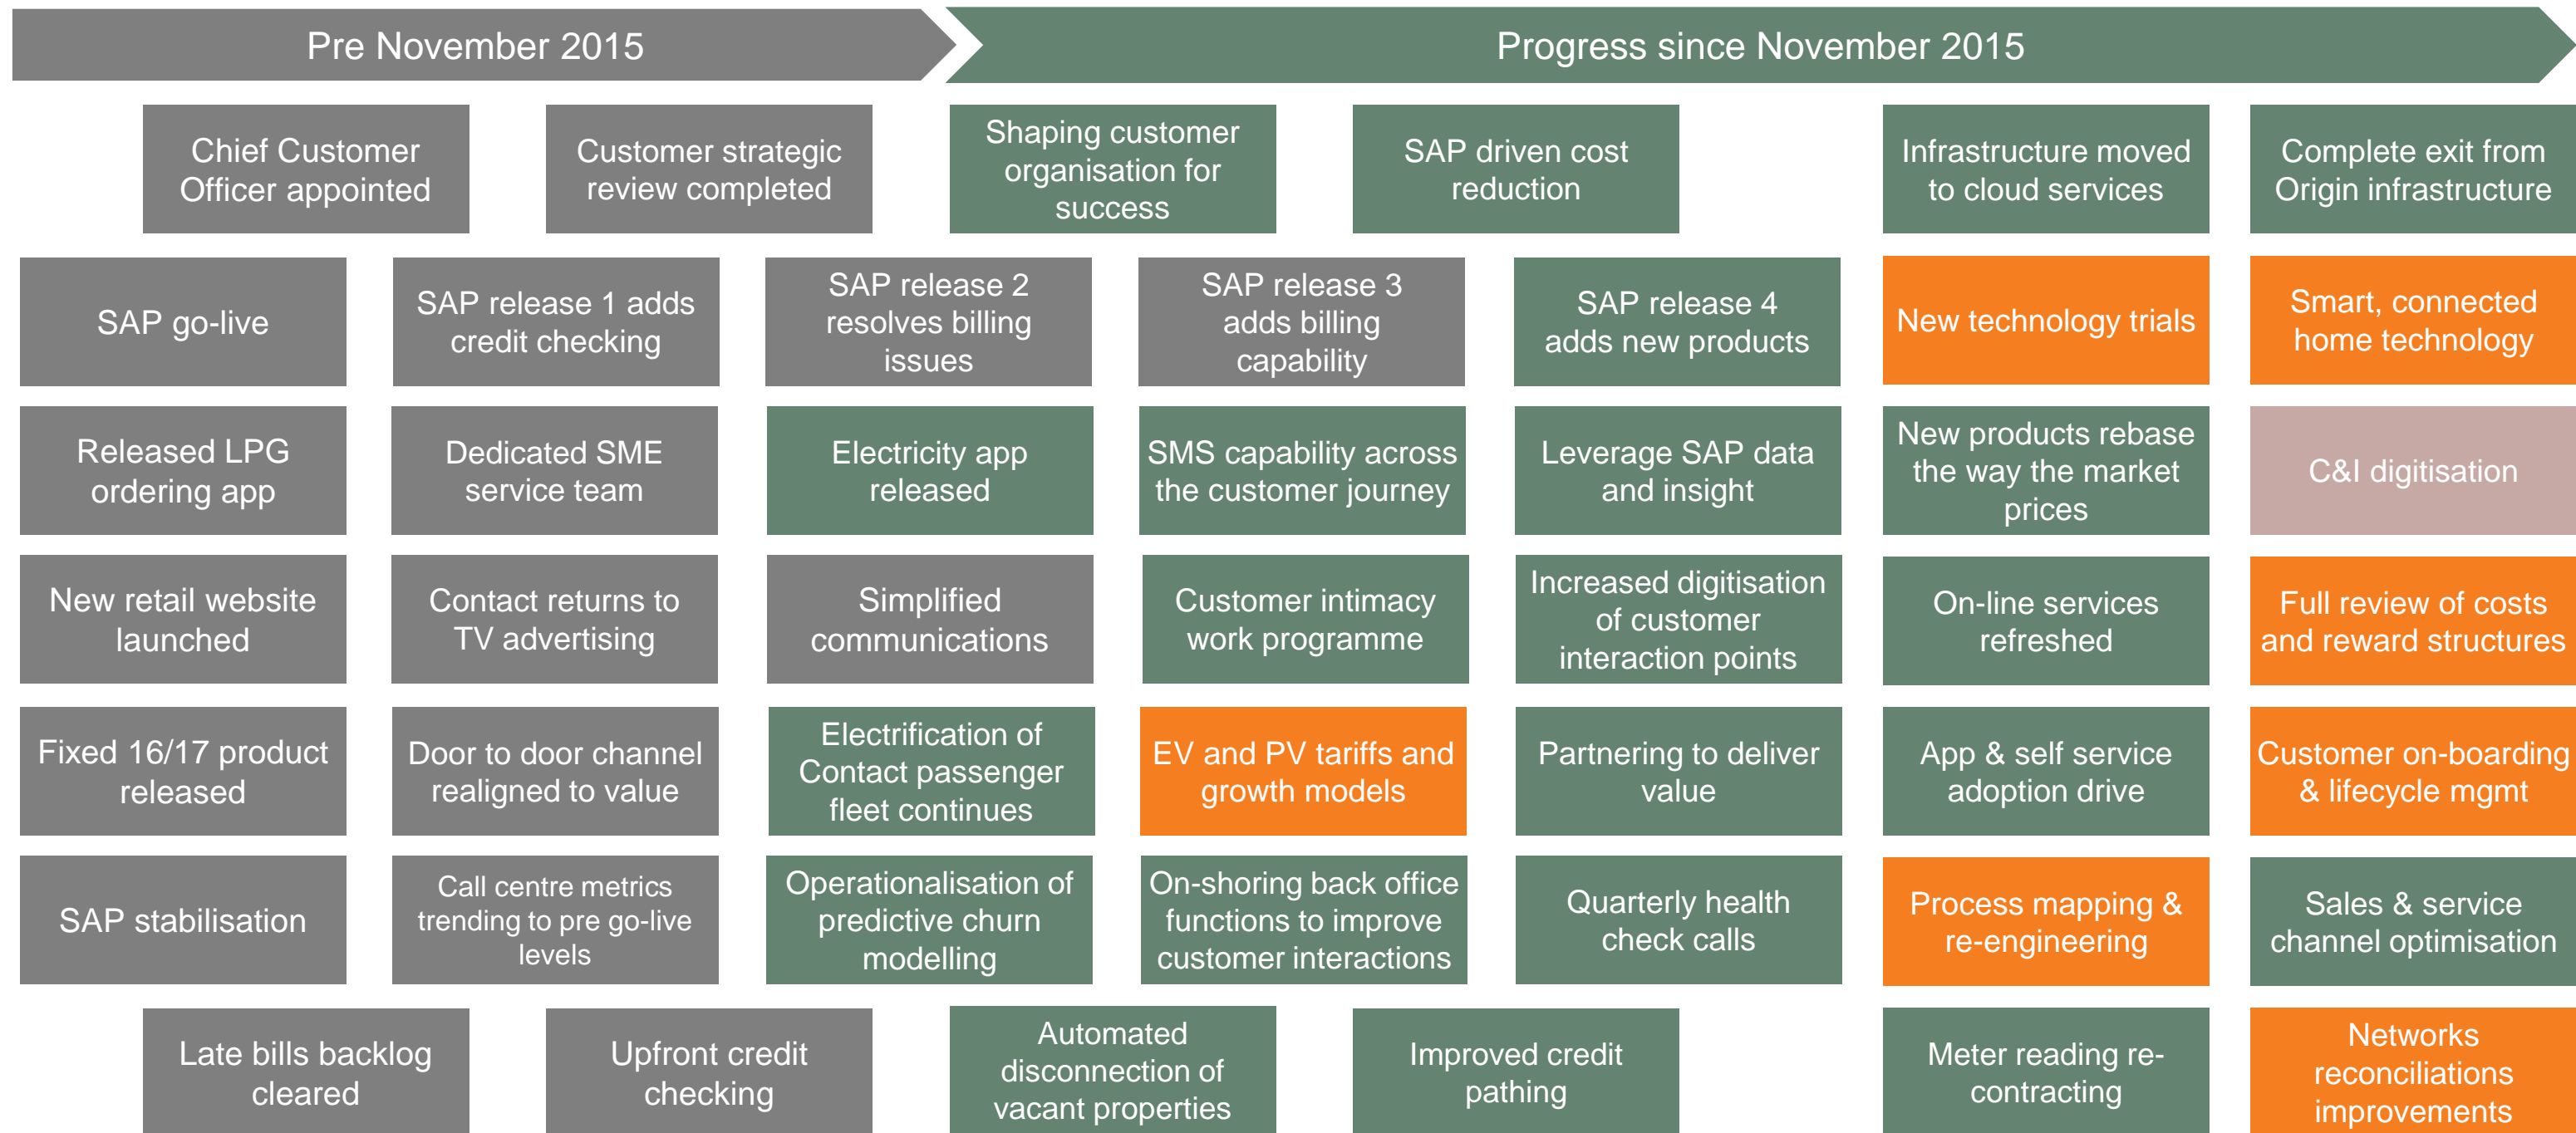 Pre November 2015
Progress since November 2015
Chief Customer
Officer appointed
Customer strategic
review completed
Shaping customer
organisation for
success
SAP driven cost
reduction
Infrastructure moved
to cloud services
Complete exit from
Origin infrastructure
SAP go-live
SAP release 1 adds
credit checking
SAP release 2
resolves billing
issues
SAP release 3
adds billing
capability
SAP release 4
adds new products
New technology trials
Smart, connected
home technology
Released LPG
ordering app
Dedicated SME
service team
Electricity app
released
SMS capability across
the customer journey
Leverage SAP data
and insight
New products rebase
the way the market
prices
C&I digitisation
New retail website
launched
Contact returns to
TV advertising
Simplified
communications
Customer intimacy
work programme
Increased digitisation
of customer
interaction points
On-line services
refreshed
Full review of costs
and reward structures
Fixed 16/17 product
released
Door to door channel
realigned to value
Electrification of
Contact passenger
fleet continues
EV and PV tariffs and
growth models
Partnering to deliver
value
App & self service
adoption drive
Customer on-boarding
& lifecycle mgmt
SAP stabilisation
Call centre metrics
trending to pre go-live
levels
Operationalisation of
predictive churn
modelling
On-shoring back office
functions to improve
customer interactions
Quarterly health
check calls
Process mapping &
re-engineering
Sales & service
channel optimisation
Late bills backlog
cleared
Upfront credit
checking
Automated
disconnection of
vacant properties
Improved credit
pathing
Meter reading re-
contracting
Networks
reconciliations
improvements